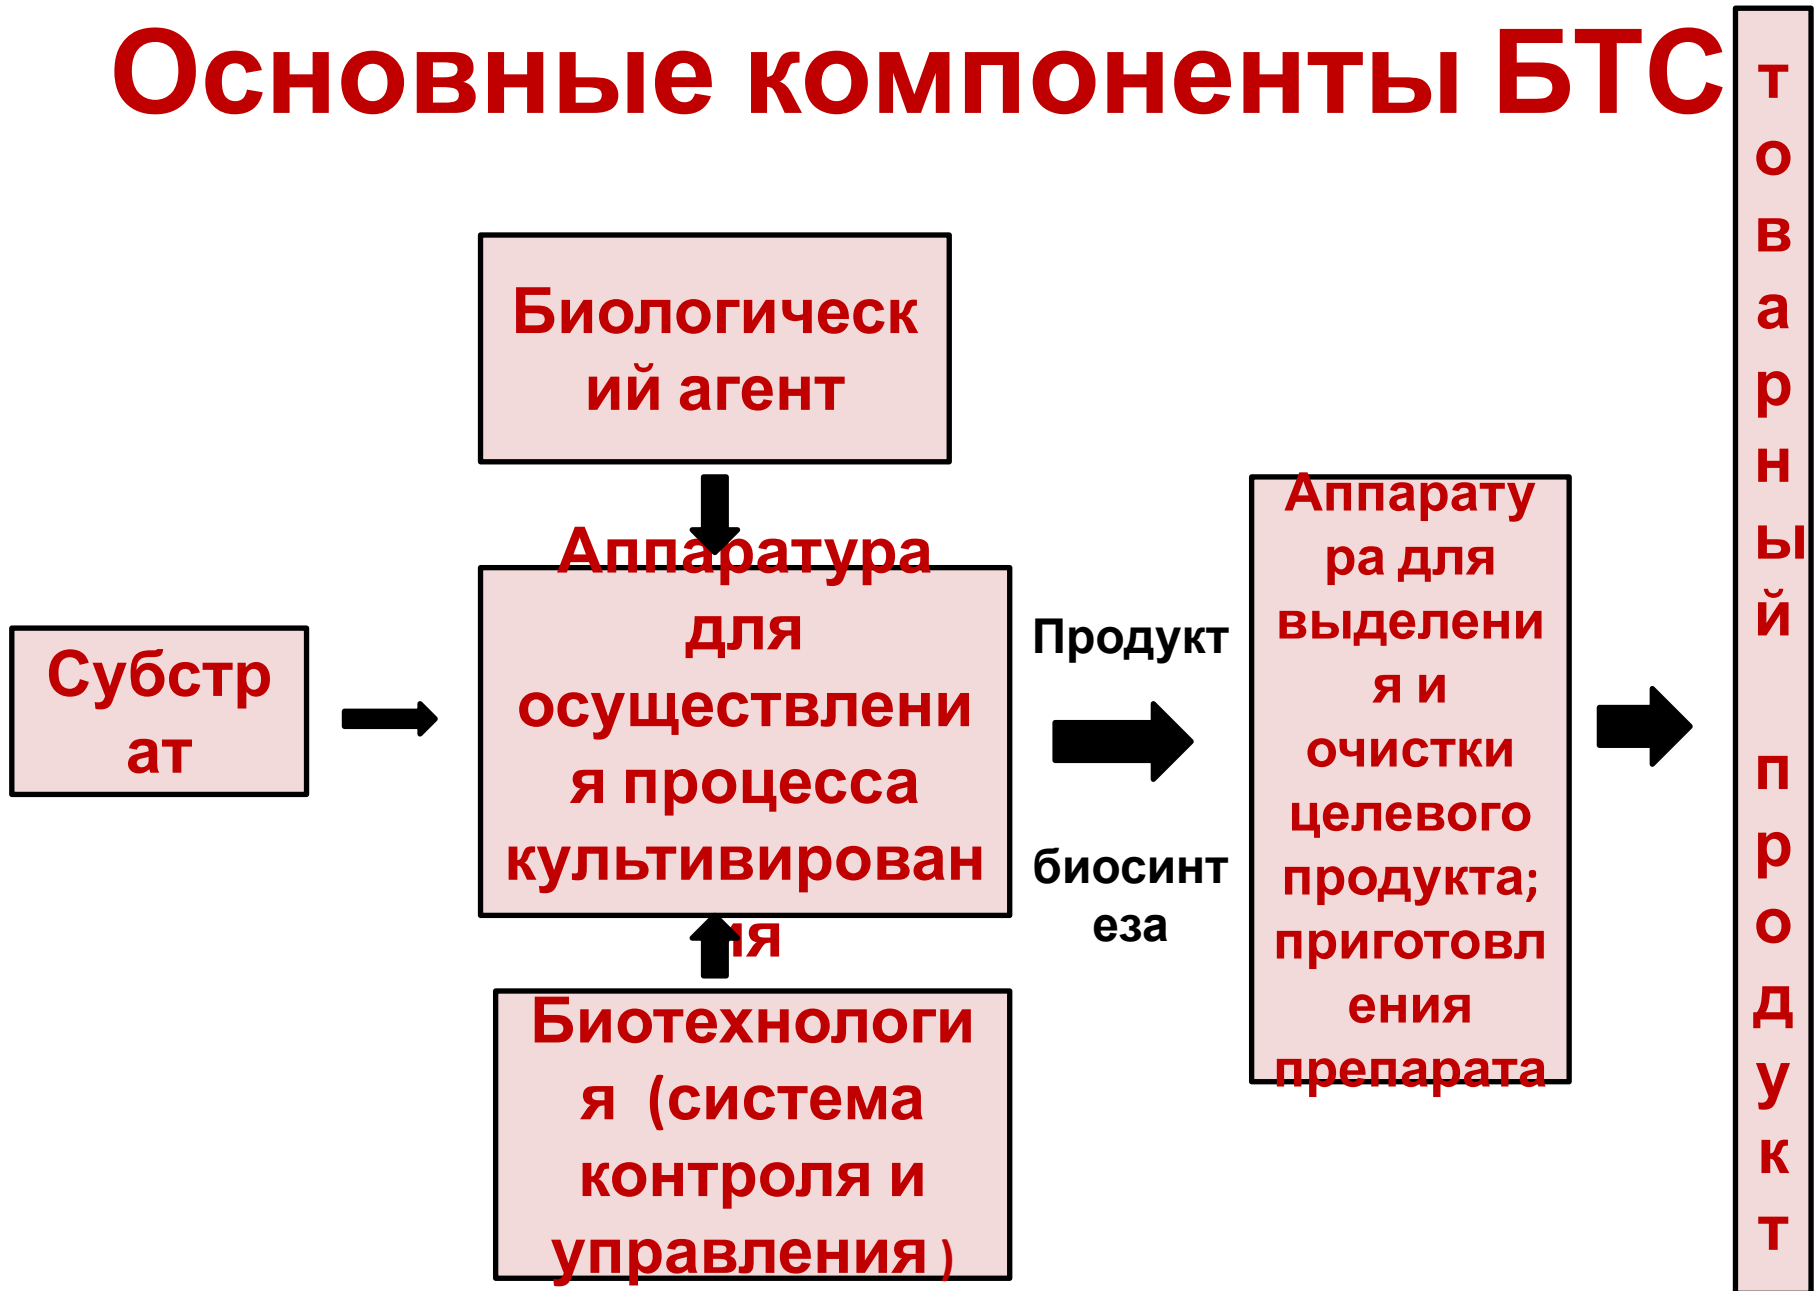 Основные компоненты БТС
Биологическ
ий агент
Субстр
ат
Аппаратура
для
осуществлени
я процесса
культивирован
ия
Биотехнологи
я (система
контроля и
управления )
Продукт
биосинт
еза
Аппарату
ра для
выделени
я и
очистки
целевого
продукта;
приготовл
ения
препарата
т
о
в
а
р
н
ы
й
п
р
о
д
у
к
т